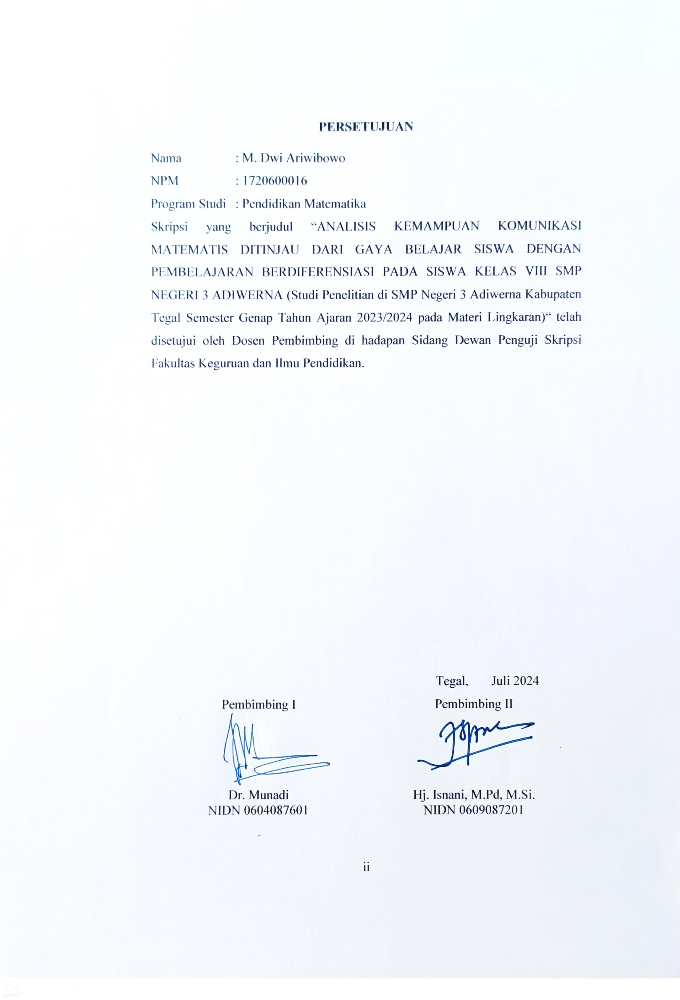 PERSETUJUAN
Nama : M. Dwi Ariwibowo
NPM : 1720600016
Program Studi : Pendidikan Matematika
Skripsi yang berjudul “ANALISIS KEMAMPUAN KOMUNIKASI
MATEMATIS DITINJAU DARI GAYA BELAJAR SISWA DENGAN
PEMBELAJARAN BERDIFERENSIASI PADA SISWA KELAS VIII SMP
NEGERI 3 ADIWERNA (Studi Penelitian di SMP Negeri 3 Adiwerna Kabupaten
Tegal Semester Genap Tahun Ajaran 2023/2024 pada Materi Lingkaran)“ telah
disetujui oleh Dosen Pembimbing di hadapan Sidang Dewan Penguji Skripsi
Fakultas Keguruan dan Ilmu Pendidikan.
Tegal, Juli 2024
Pembimbing I
Pembimbing II
Dr. Munadi
NIDN 0604087601
Hj. Isnani, M.Pd, M.Si.
NIDN 0609087201
ii
CS